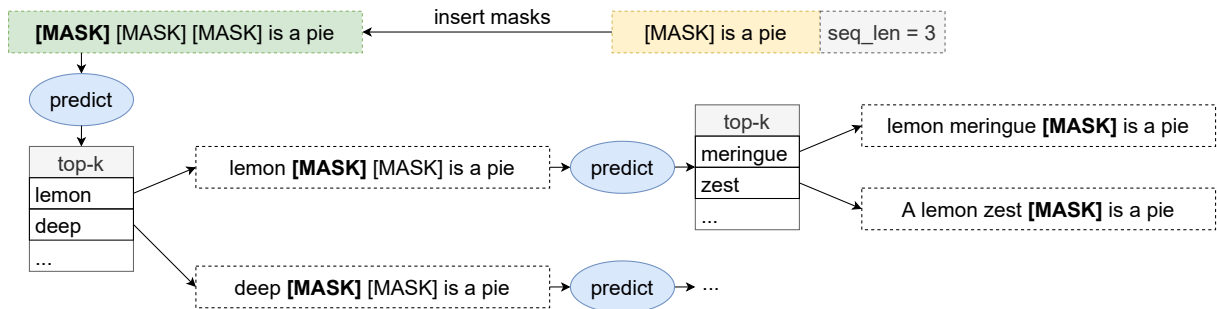 [MASK] [MASK] [MASK] is a pie
insert masks
[MASK] is a pie
seq_len = 3
predict
top-k
lemon
deep
...
lemon [MASK] [MASK] is a pie
predict
top-k
meringue
zest
...
lemon meringue [MASK] is a pie
A lemon zest [MASK] is a pie
deep [MASK] [MASK] is a pie
predict
...